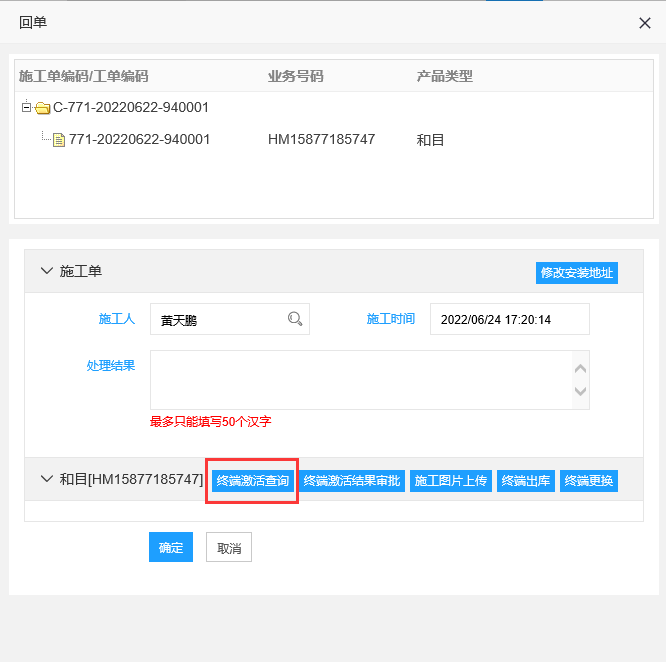 回单
施工单编码/工单编码 业务号码 产品类型
C-771-20220622-940001
771-20220622-940001 HM15877185747 和目
施工单 修改安装地址
施工人 黄天鹏 施工时间 2022/06/24 17:20:14
处理结果
最多只能填写50个汉字
和目[HM15877185747] 终端激活查询 终端激活结果审批 施工图片上传 终端出库 终端更换
确定 取消